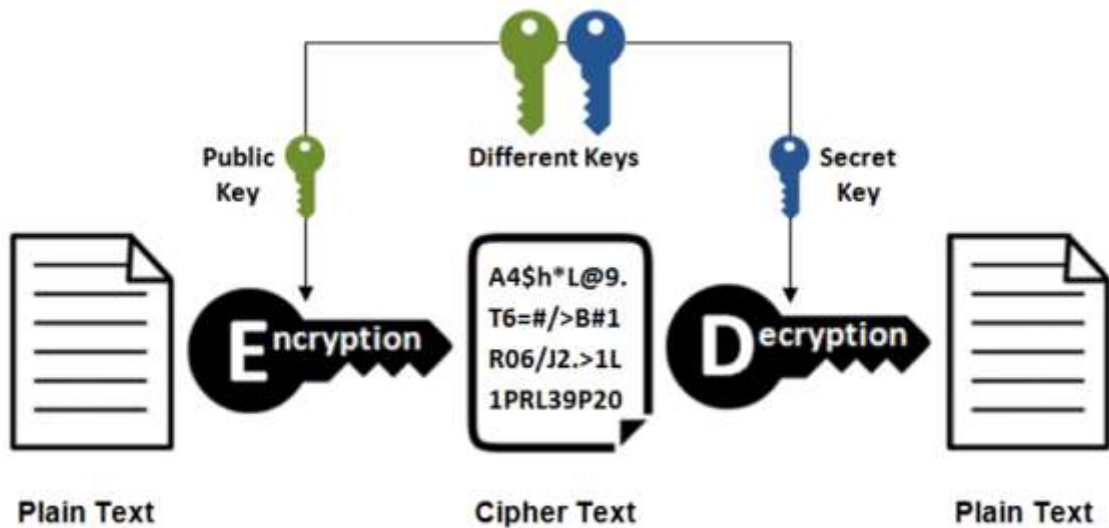 Public
Key
Different Keys
Secret
Key
Encryption
A4$h*L@9.
T6=#/>B#1
R06/J2.>1L
1PRL39P20
Decryption
Plain Text
Cipher Text
Plain Text